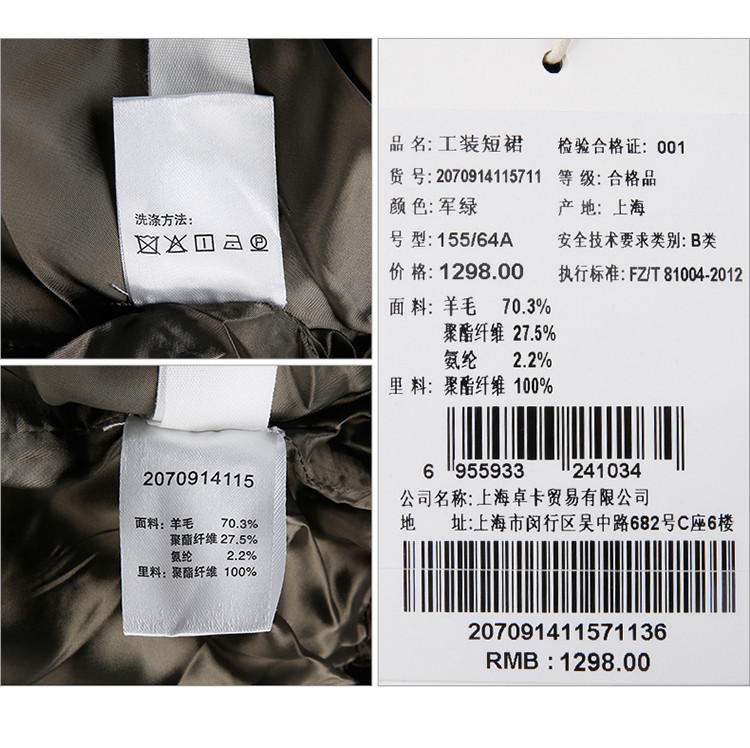 洗涤方法:
2070914115
面料: 羊毛 70.3%
聚酯纤维 27.5%
氨纶 2.2%
里料: 聚酯纤维 100%
品 名: 工装短裙 检验合格证: 001
货 号: 2070914115711 等 级: 合格品
颜 色: 军绿 产 地: 上海
号 型: 155/64A 安全技术要求类别: B类
价 格: 1298.00 执行标准: FZ/T 81004-2012
面 料: 羊毛 70.3%
聚酯纤维 27.5%
氨纶 2.2%
里 料: 聚酯纤维 100%
6 955933 241034
公司名称: 上海卓卡贸易有限公司
地 址: 上海市闵行区吴中路682号C座6楼
207091411571136
RMB : 1298.00